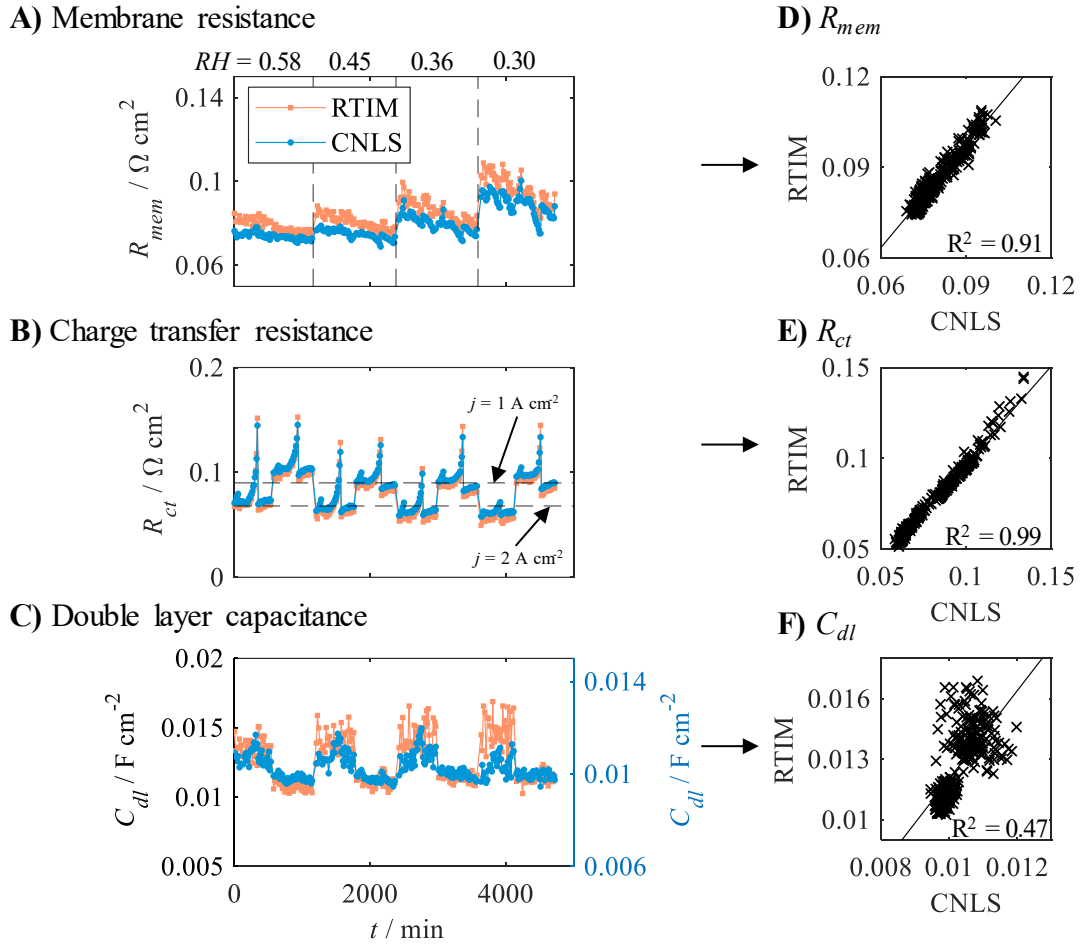 A) Membrane resistance
RH = 0.58 0.45 0.36 0.30
0.14
0.1
0.06
R_mem / Ω cm²
RTIM
CNLS
D) R_mem
0.12
0.09
0.06
RTIM
R² = 0.91
0.06 0.09 0.12
CNLS
B) Charge transfer resistance
0.2
0.1
0
R_ct / Ω cm²
j = 1 A cm⁻²
j = 2 A cm⁻²
E) R_ct
0.15
0.10
0.05
RTIM
R² = 0.99
0.05 0.1 0.15
CNLS
C) Double layer capacitance
0.02
0.015
0.01
0.005
C_dl / F cm⁻²
0.014
0.01
0.006
C_dl / F cm⁻²
0 2000 4000
t / min
F) C_dl
0.016
0.013
0.01
RTIM
R² = 0.47
0.008 0.01 0.012
CNLS